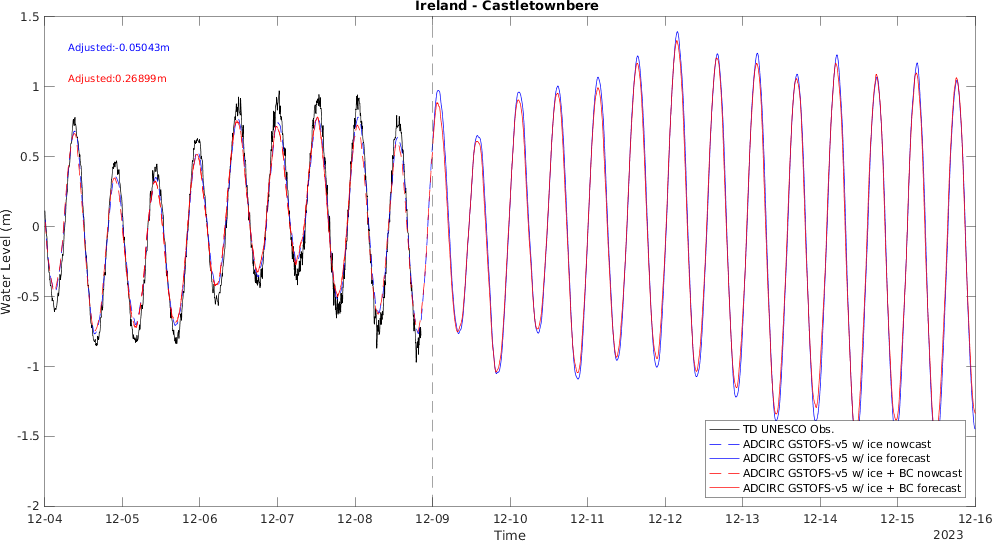 Ireland - Castletownbere
Adjusted:-0.05043m
Adjusted:0.26899m
1.5
1
0.5
0
-0.5
-1
-1.5
-2
Water Level (m)
TD UNESCO Obs.
ADCIRC GSTOFS-v5 w/ ice nowcast
ADCIRC GSTOFS-v5 w/ ice forecast
ADCIRC GSTOFS-v5 w/ ice + BC nowcast
ADCIRC GSTOFS-v5 w/ ice + BC forecast
12-04 12-05 12-06 12-07 12-08 12-09 12-10 12-11 12-12 12-13 12-14 12-15 12-16
Time
2023